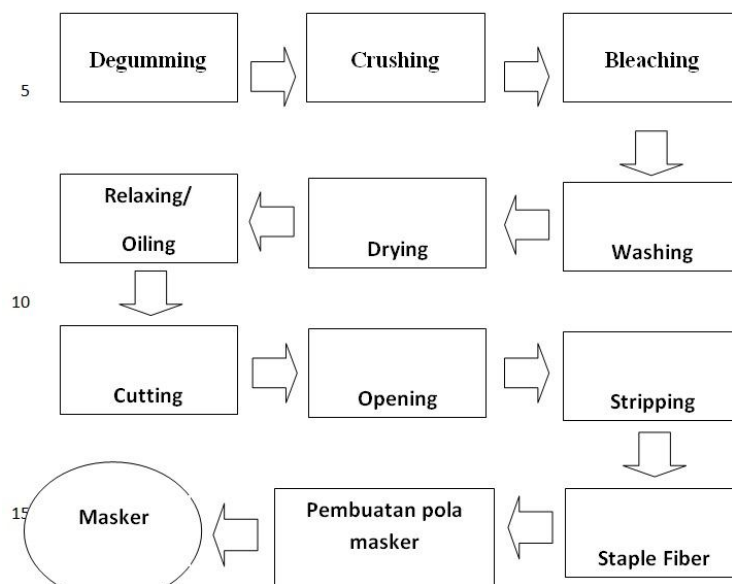 Degumming
Crushing
Bleaching
5
Relaxing/
Oiling
Drying
Washing
10
Cutting
Opening
Stripping
15
Masker
Pembuatan pola
masker
Staple Fiber